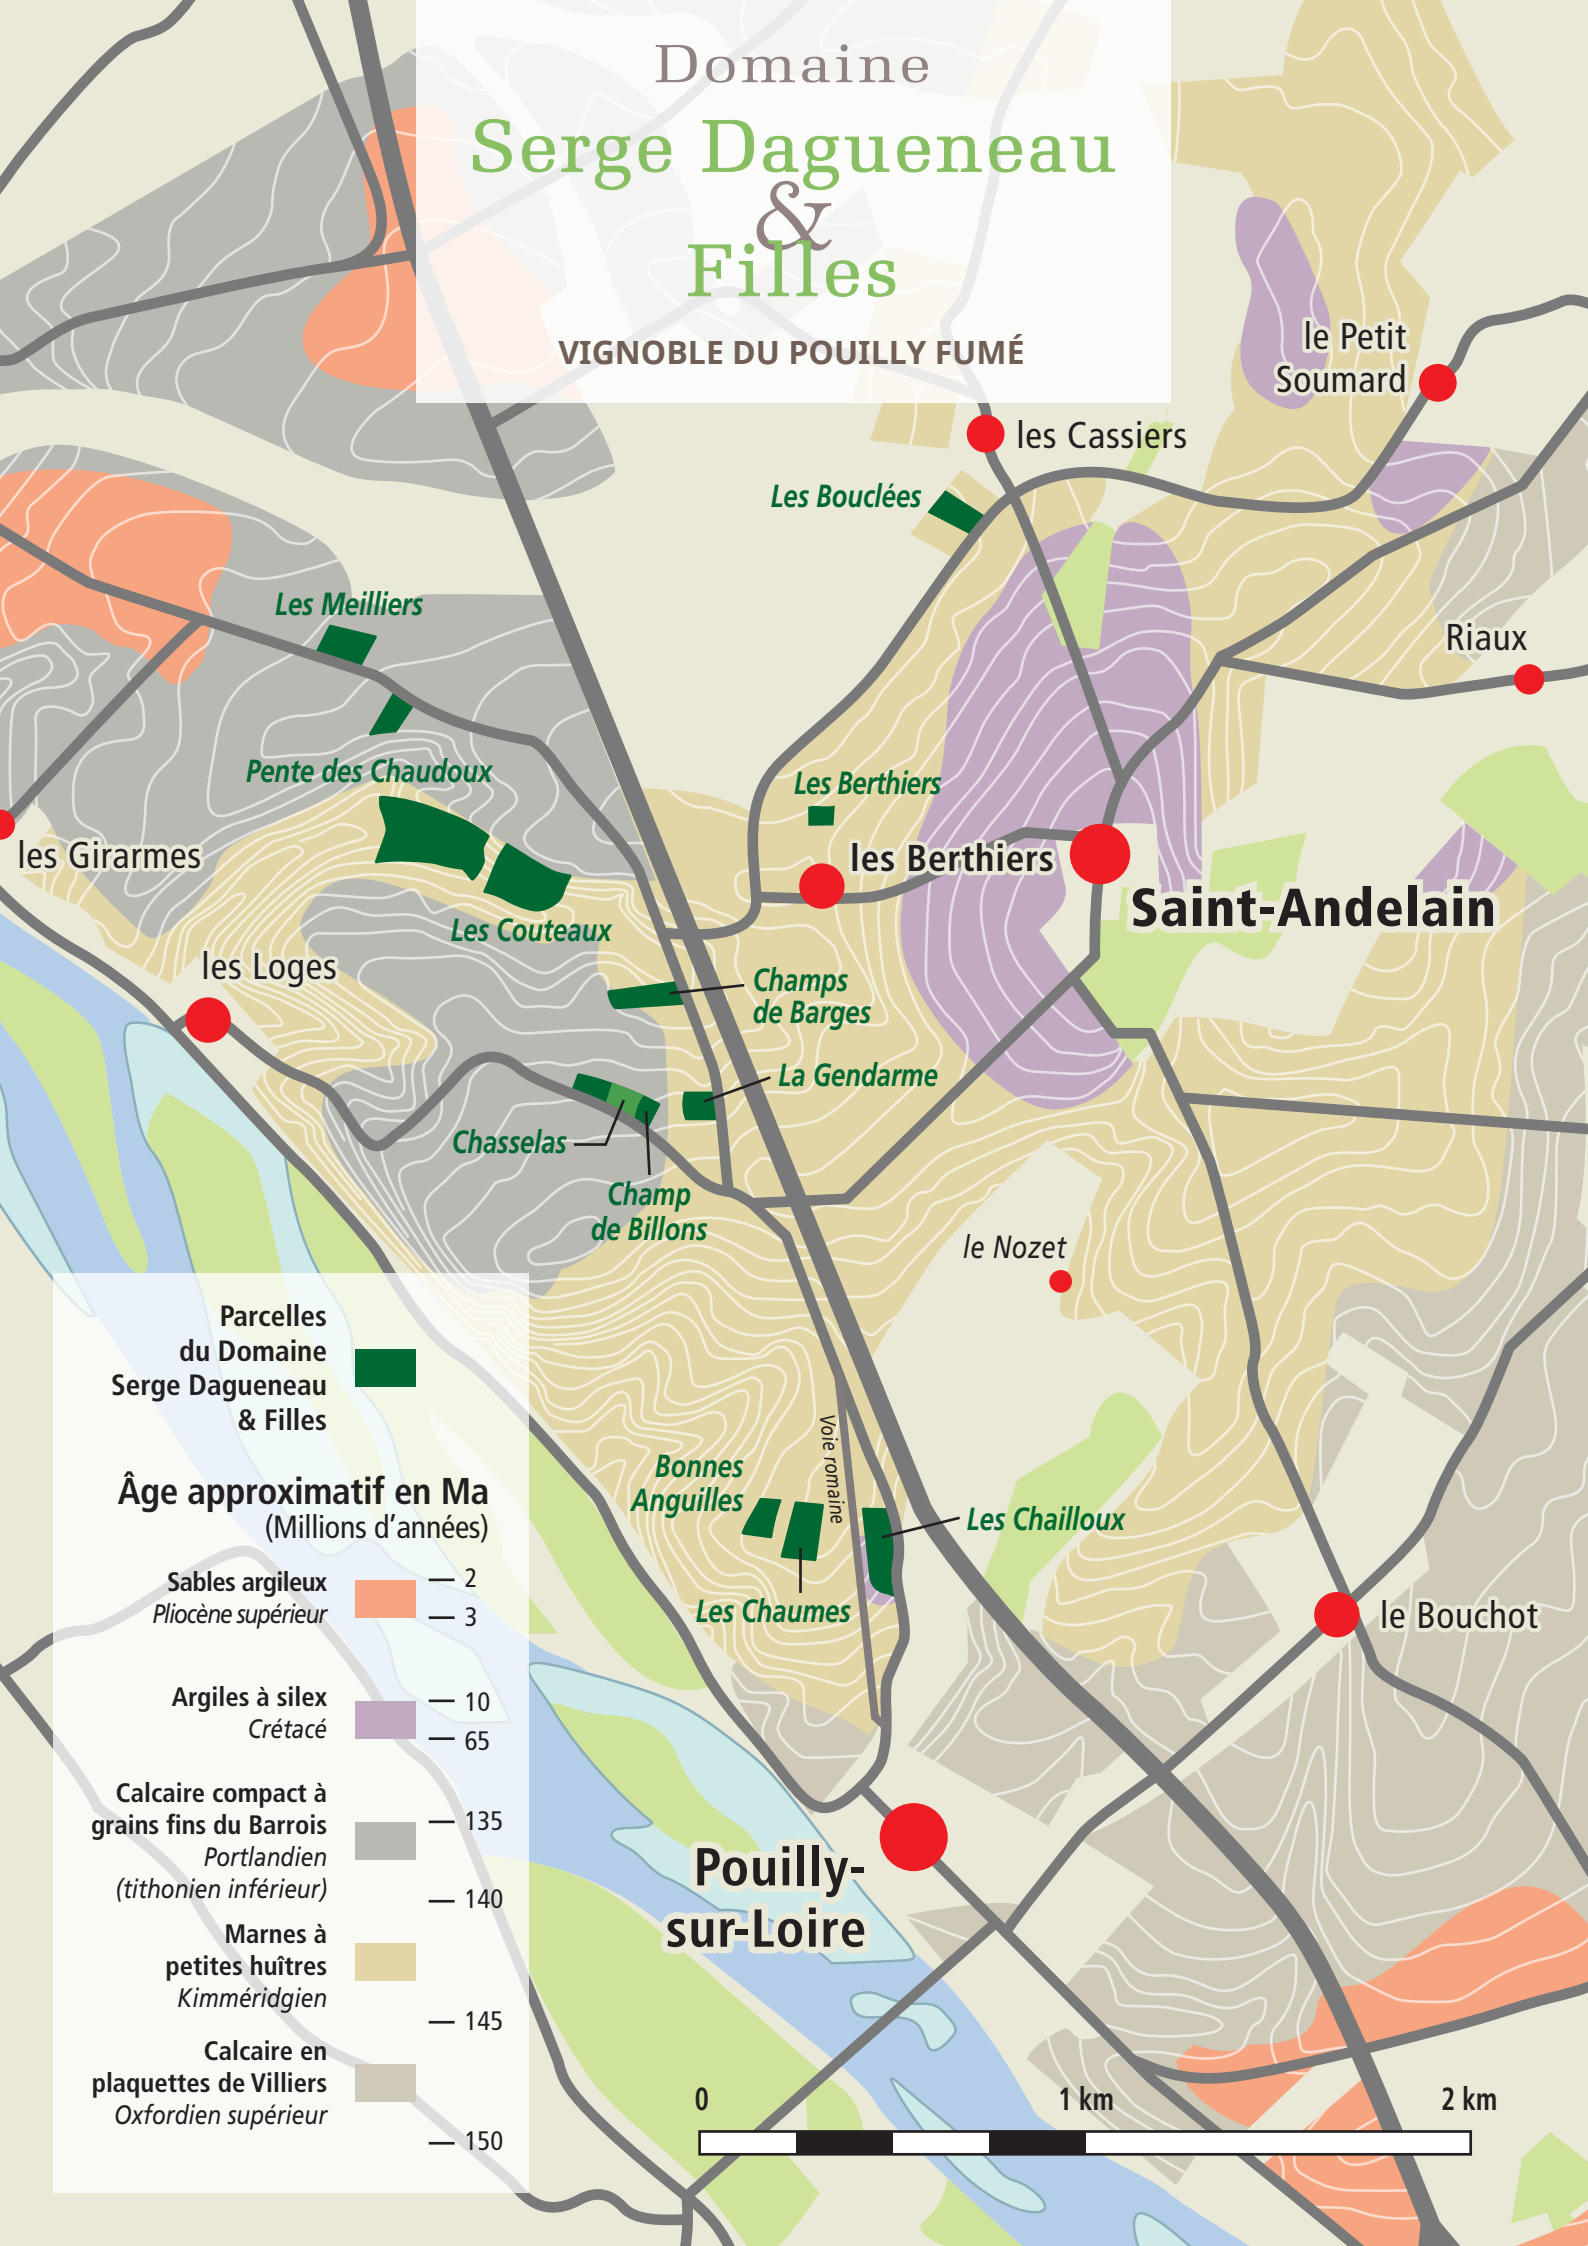 Domaine
Serge Dagueneau
&
Filles
VIGNOBLE DU POUILLY FUMÉ
le Petit
Soumard
les Cassiers
Les Bouclées
Les Meilliers
Riaux
Pente des Chaudoux
Les Berthiers
les Girarmes
les Berthiers
Saint-Andelain
Les Couteaux
les Loges
Champs
de Barges
La Gendarme
Chasselas
Champ
de Billons
le Nozet
Voie romaine
Bonnes
Anguilles
Les Chailloux
Les Chaumes
le Bouchot
Pouilly-
sur-Loire
Parcelles
du Domaine
Serge Dagueneau
& Filles
Âge approximatif en Ma
(Millions d'années)
Sables argileux
Pliocène supérieur
2
3
Argiles à silex
Crétacé
10
65
Calcaire compact à
grains fins du Barrois
Portlandien
(tithonien inférieur)
135
140
Marnes à
petites huîtres
Kimméridgien
145
Calcaire en
plaquettes de Villiers
Oxfordien supérieur
150
0 1 km 2 km